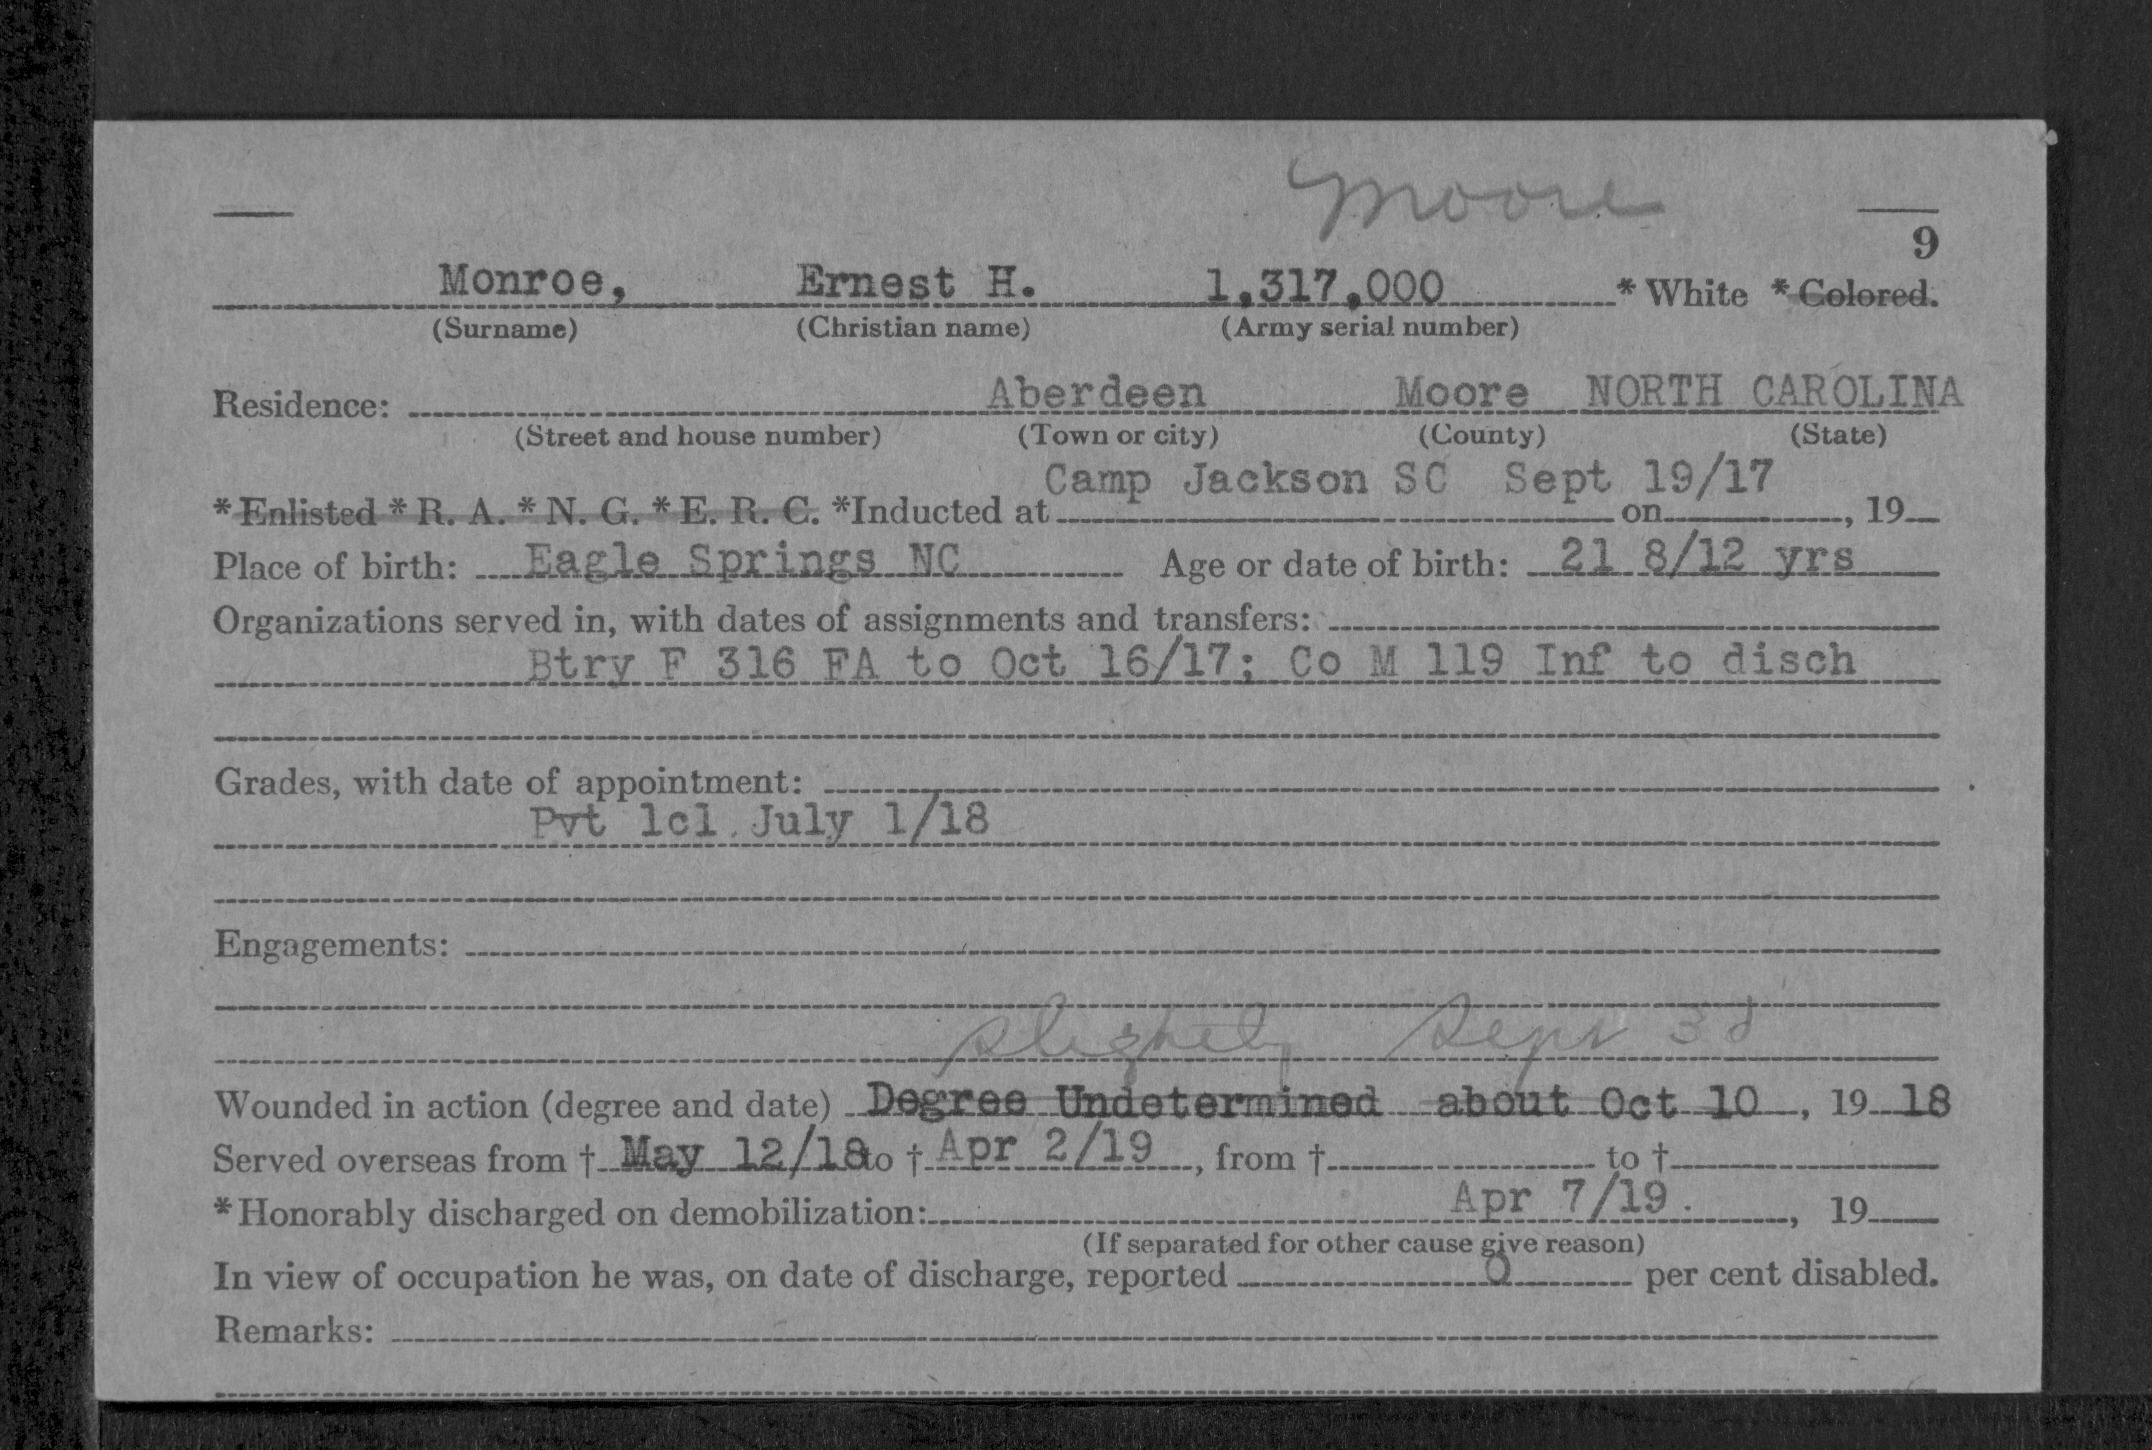 Moore
9
Monroe, Ernest H. 1,317,000 * White * Colored.
(Surname) (Christian name) (Army serial number)
Residence: Aberdeen Moore NORTH CAROLINA
(Street and house number) (Town or city) (County) (State)
Camp Jackson SC Sept 19/17
* Enlisted * R. A. * N. G. * E. R. C. *Inducted at on , 19
Place of birth: Eagle Springs NC Age or date of birth: 21 8/12 yrs
Organizations served in, with dates of assignments and transfers:
Btry F 316 FA to Oct 16/17; Co M 119 Inf to disch
Grades, with date of appointment:
Pvt 1cl July 1/18
Engagements:
Slightly Sept
Wounded in action (degree and date) Degree Undetermined about Oct 10 , 19 18
Served overseas from † May 12/18 to † Apr 2/19 , from † to †
*Honorably discharged on demobilization: Apr 7/19. , 19
(If separated for other cause give reason)
In view of occupation he was, on date of discharge, reported 0 per cent disabled.
Remarks: